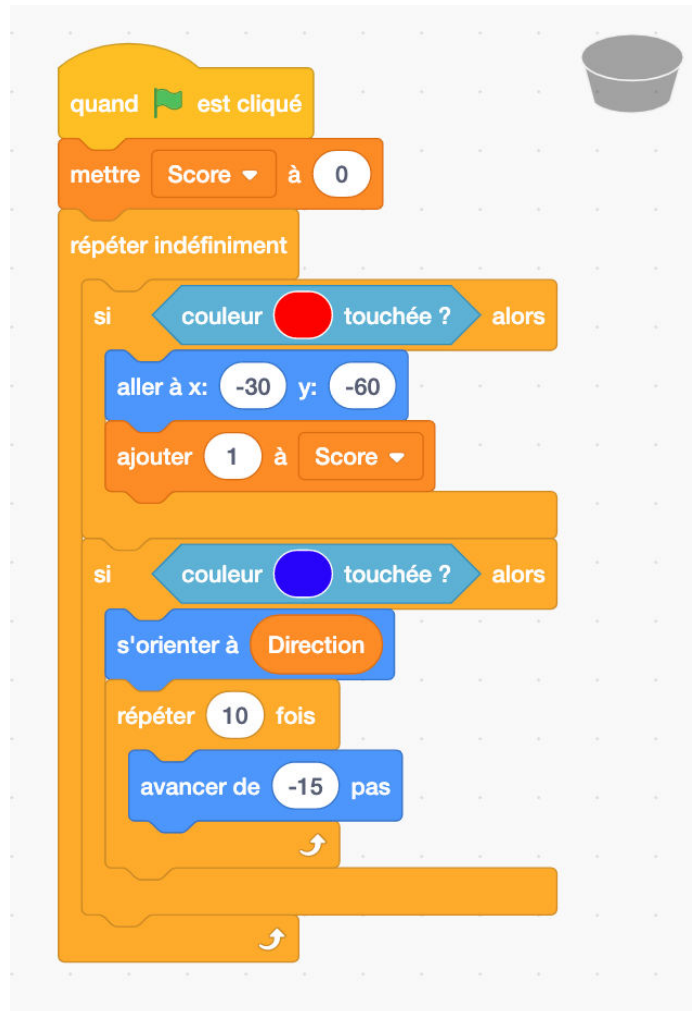 quand est cliqué
mettre Score à 0
répéter indéfiniment
si couleur touchée ? alors
aller à x: -30 y: -60
ajouter 1 à Score
si couleur touchée ? alors
s'orienter à Direction
répéter 10 fois
avancer de -15 pas